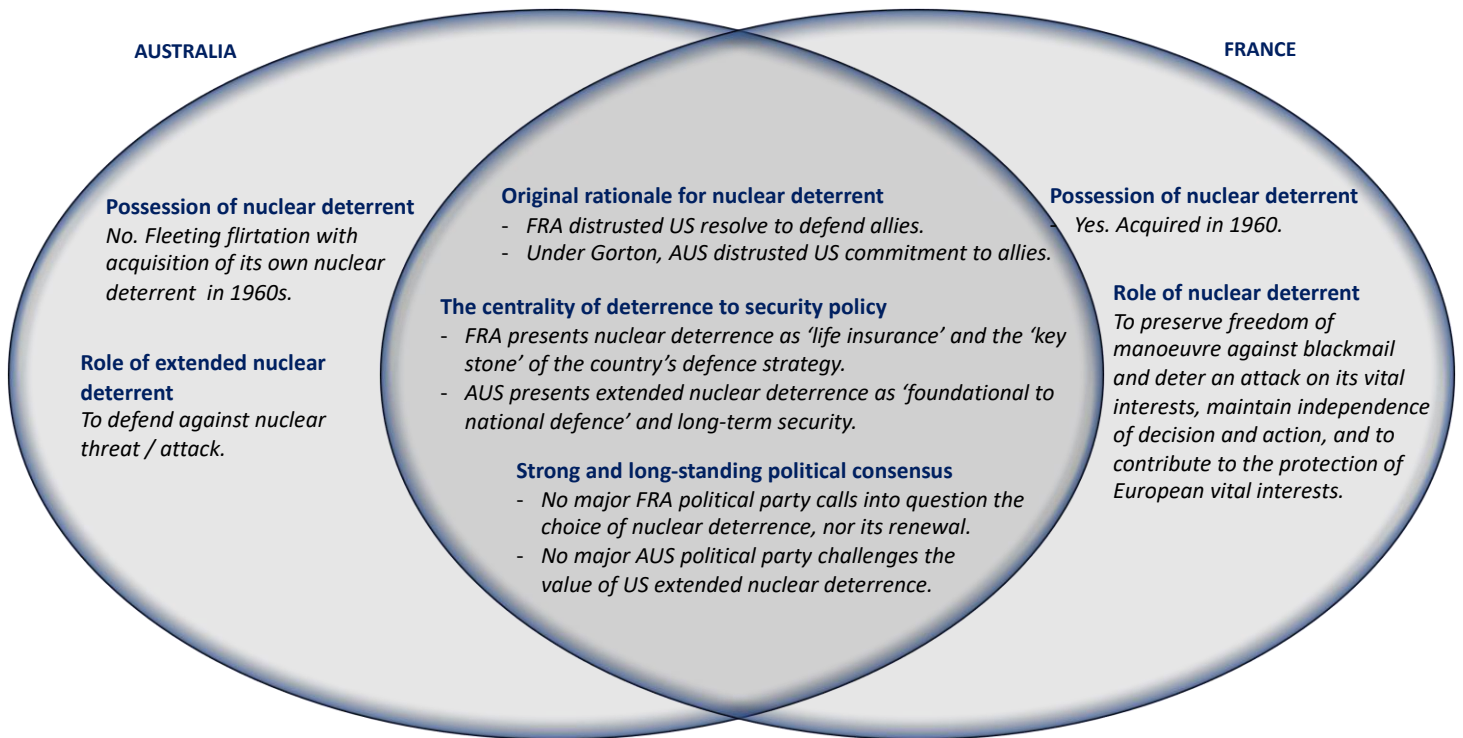 AUSTRALIA
FRANCE
Possession of nuclear deterrent
No. Fleeting flirtation with
acquisition of its own nuclear
deterrent in 1960s.
Role of extended nuclear
deterrent
To defend against nuclear
threat / attack.
Original rationale for nuclear deterrent
- FRA distrusted US resolve to defend allies.
- Under Gorton, AUS distrusted US commitment to allies.
The centrality of deterrence to security policy
- FRA presents nuclear deterrence as ‘life insurance’ and the ‘key
stone’ of the country’s defence strategy.
- AUS presents extended nuclear deterrence as ‘foundational to
national defence’ and long-term security.
Strong and long-standing political consensus
- No major FRA political party calls into question the
choice of nuclear deterrence, nor its renewal.
- No major AUS political party challenges the
value of US extended nuclear deterrence.
Possession of nuclear deterrent
- Yes. Acquired in 1960.
Role of nuclear deterrent
To preserve freedom of
manoeuvre against blackmail
and deter an attack on its vital
interests, maintain independence
of decision and action, and to
contribute to the protection of
European vital interests.